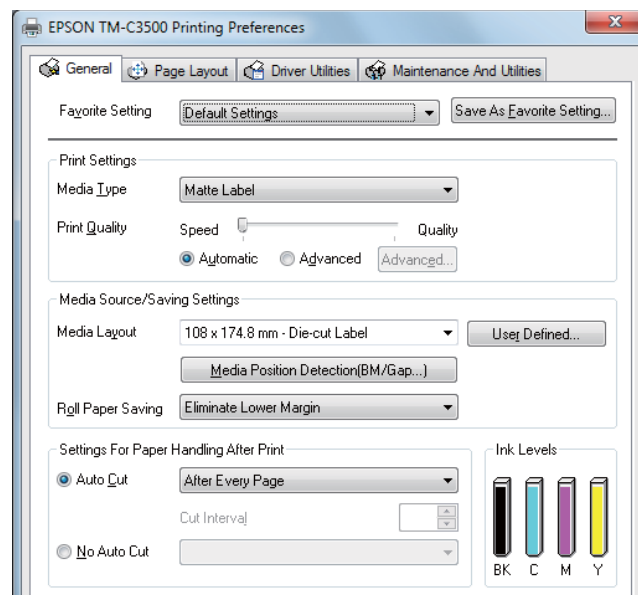 EPSON TM-C3500 Printing Preferences
General Page Layout Driver Utilities Maintenance And Utilities
Favorite Setting Default Settings Save As Favorite Setting...
Print Settings
Media Type Matte Label
Print Quality Speed Quality
Automatic Advanced Advanced...
Media Source/Saving Settings
Media Layout 108 x 174.8 mm - Die-cut Label User Defined...
Media Position Detection(BM/Gap...)
Roll Paper Saving Eliminate Lower Margin
Settings For Paper Handling After Print Ink Levels
Auto Cut After Every Page
Cut Interval
No Auto Cut
BK C M Y